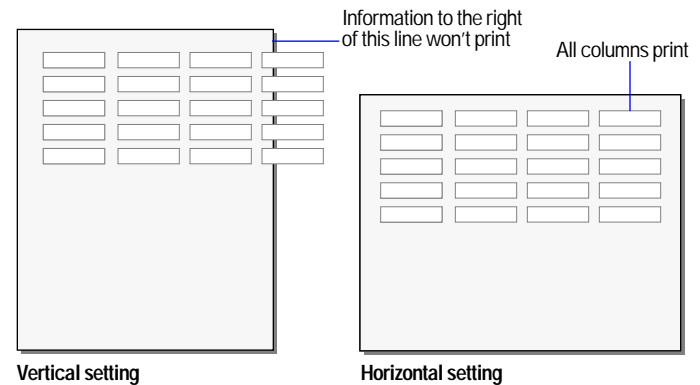 Information to the right
of this line won't print
All columns print
Vertical setting
Horizontal setting